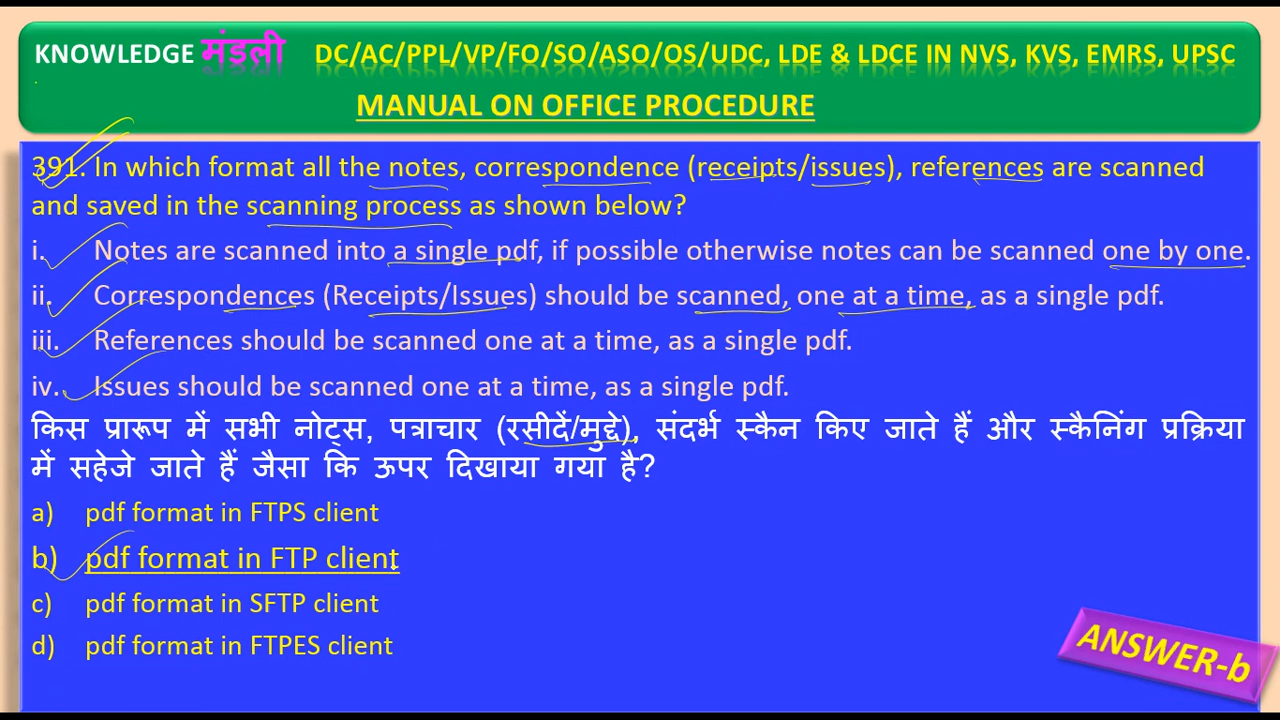 KNOWLEDGE मंडली DC/AC/PPL/VP/FO/SO/ASO/OS/UDC, LDE & LDCE IN NVS, KVS, EMRS, UPSC
MANUAL ON OFFICE PROCEDURE
391. In which format all the notes, correspondence (receipts/issues), references are scanned
and saved in the scanning process as shown below?
i. Notes are scanned into a single pdf, if possible otherwise notes can be scanned one by one.
ii. Correspondences (Receipts/Issues) should be scanned, one at a time, as a single pdf.
iii. References should be scanned one at a time, as a single pdf.
iv. Issues should be scanned one at a time, as a single pdf.
किस प्रारूप में सभी नोट्स, पत्राचार (रसीदें/मुद्दे), संदर्भ स्कैन किए जाते हैं और स्कैनिंग प्रक्रिया
में सहेजे जाते हैं जैसा कि ऊपर दिखाया गया है?
a) pdf format in FTPS client
b) pdf format in FTP client
c) pdf format in SFTP client
d) pdf format in FTPES client
ANSWER-b